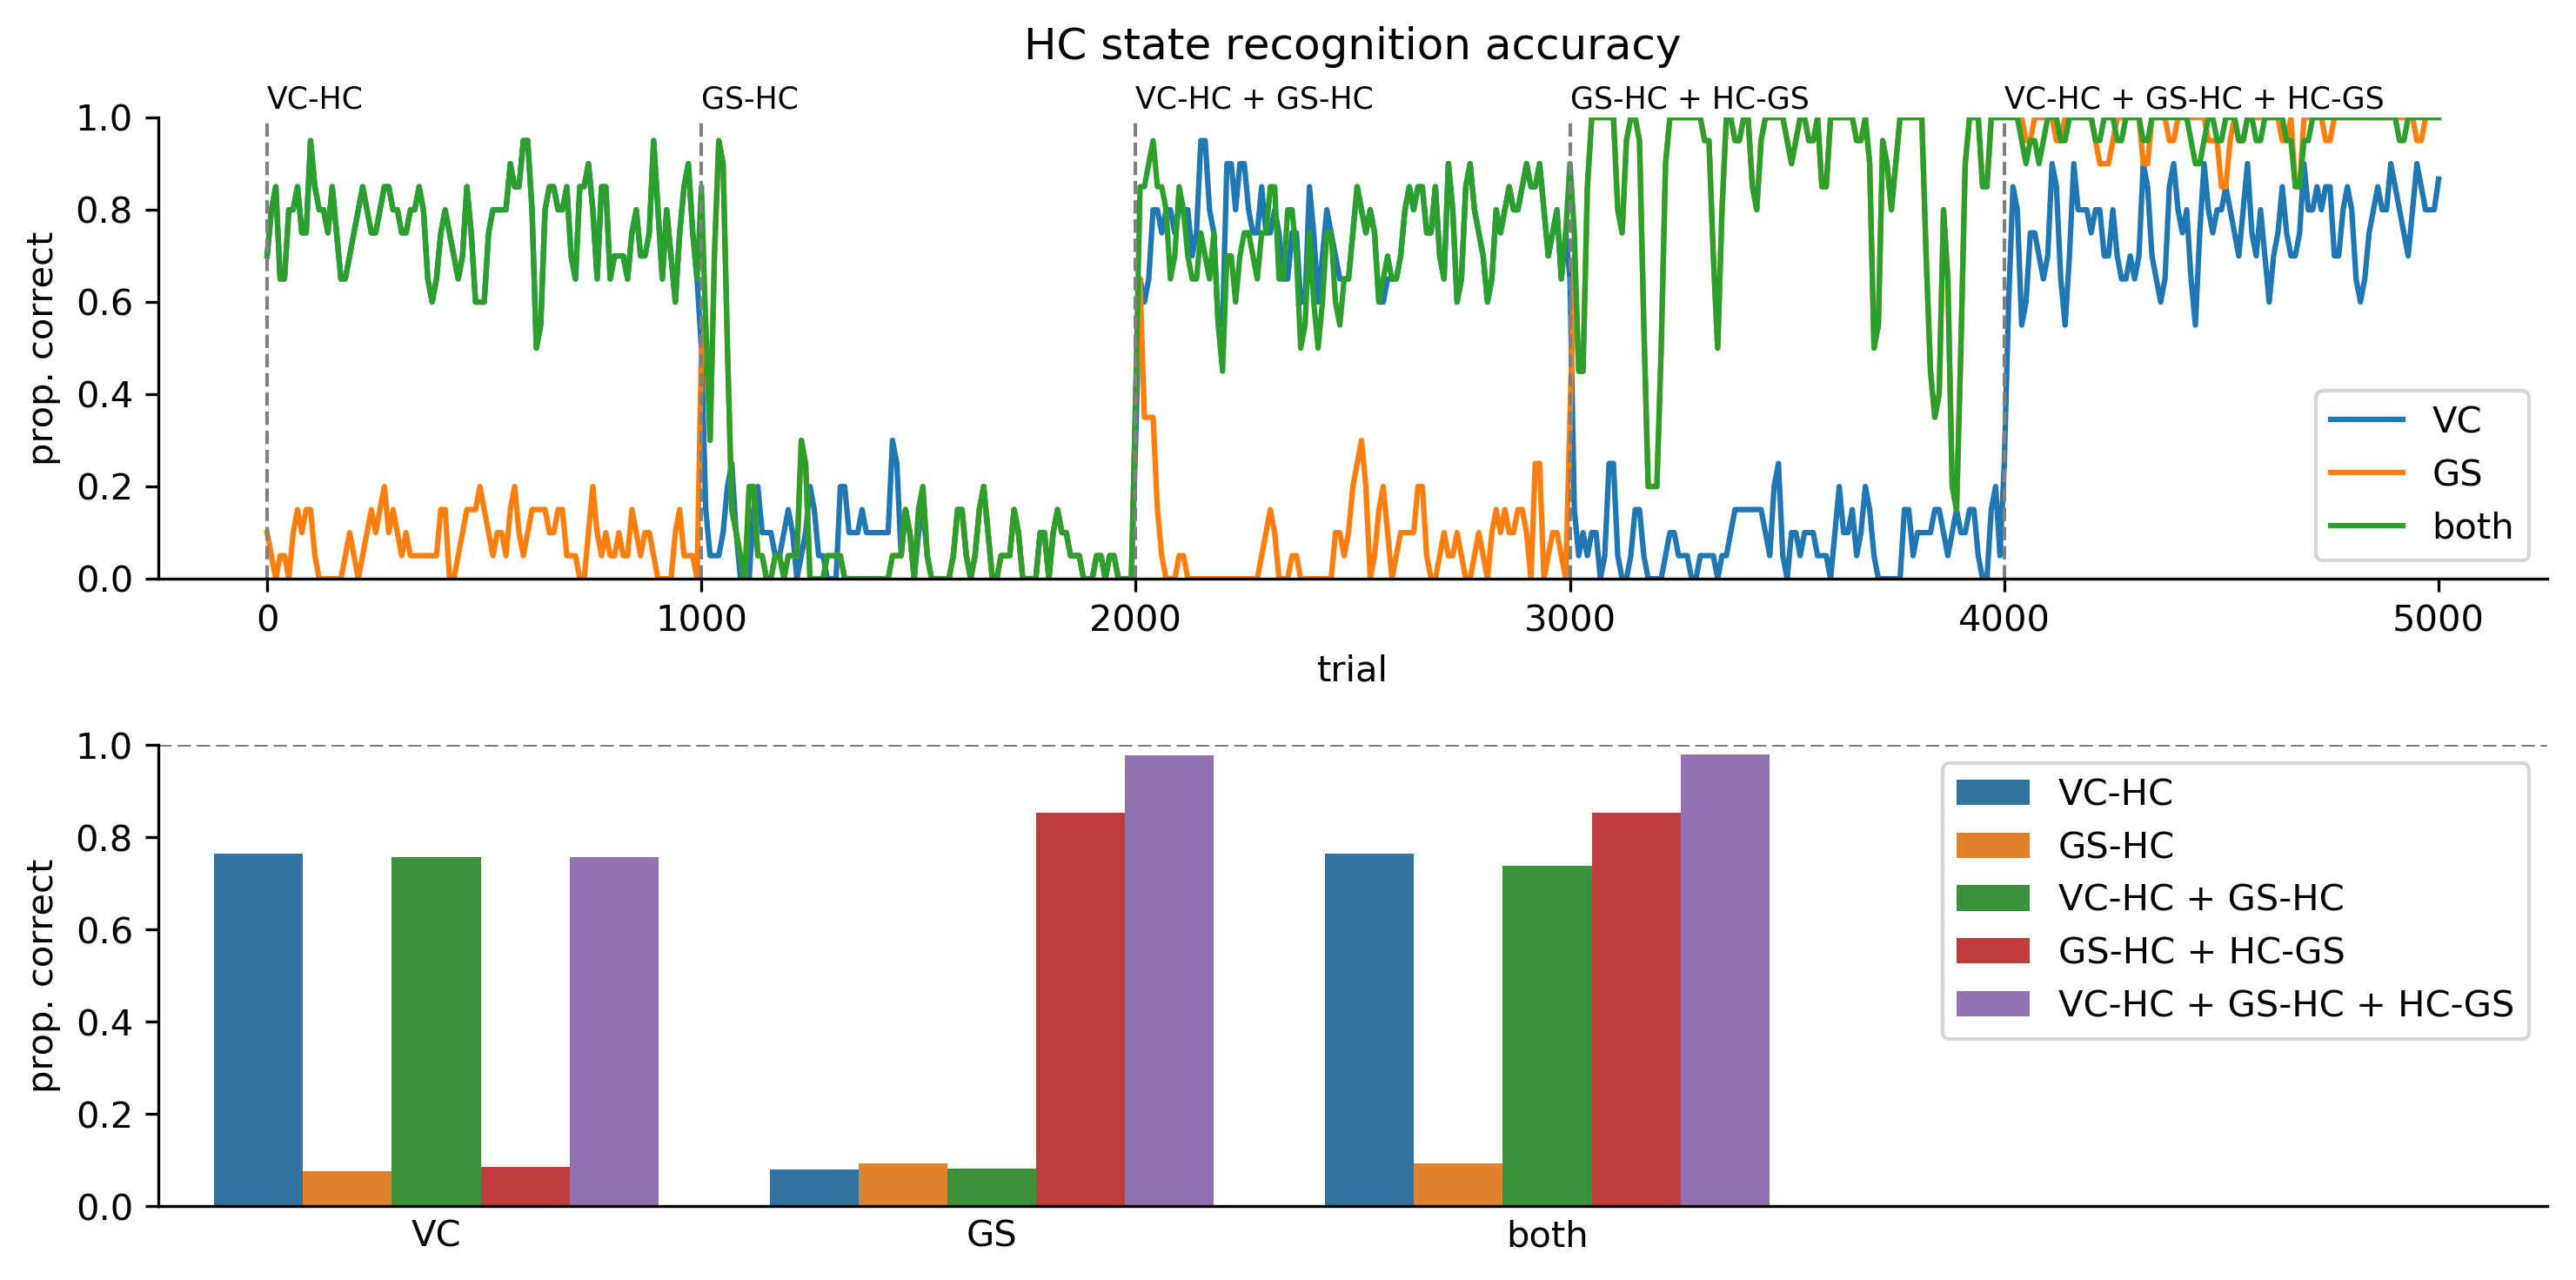 HC state recognition accuracy
VC-HC
GS-HC
VC-HC + GS-HC
GS-HC + HC-GS
VC-HC + GS-HC + HC-GS
prop. correct
1.0
0.8
0.6
0.4
0.2
0.0
VC
GS
both
0
1000
2000
3000
4000
5000
trial
prop. correct
1.0
0.8
0.6
0.4
0.2
0.0
VC-HC
GS-HC
VC-HC + GS-HC
GS-HC + HC-GS
VC-HC + GS-HC + HC-GS
VC
GS
both